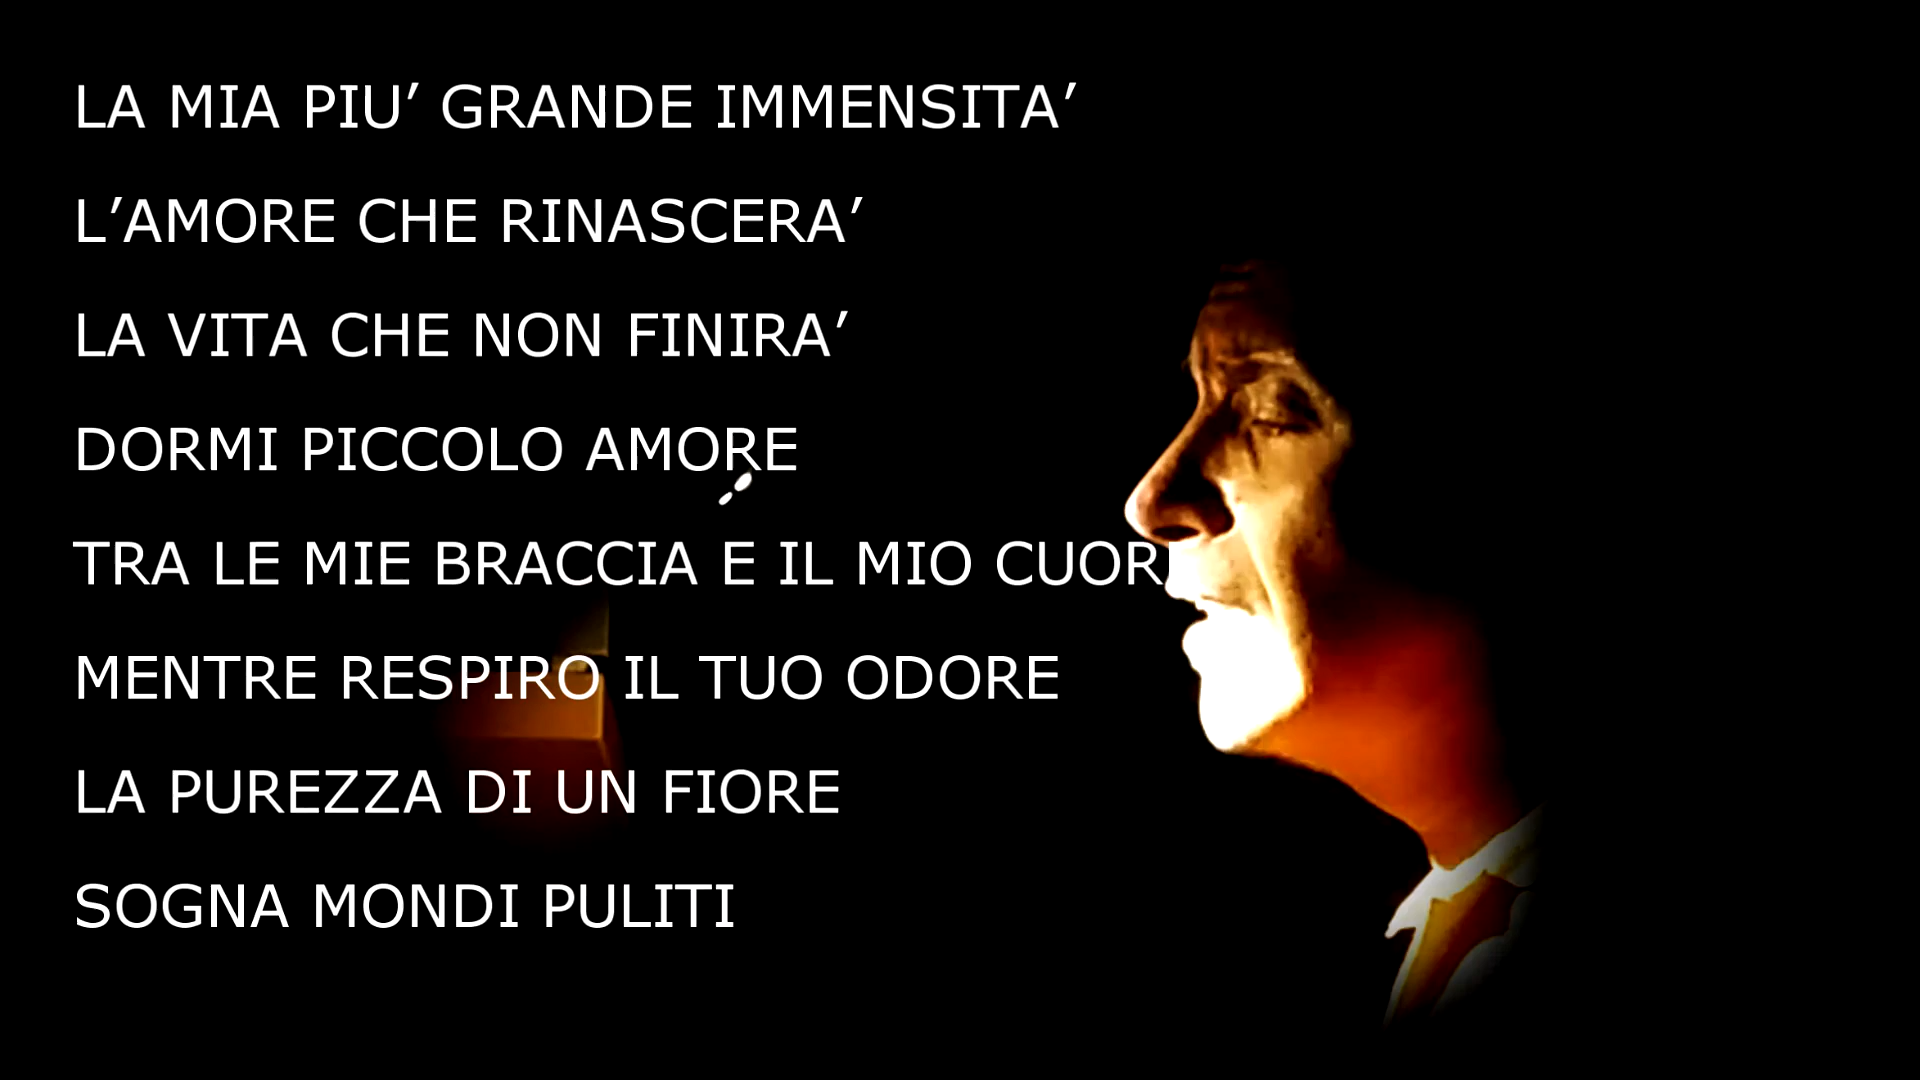 LA MIA PIU’ GRANDE IMMENSITA’
L’AMORE CHE RINASCERA’
LA VITA CHE NON FINIRA’
DORMI PICCOLO AMORE
TRA LE MIE BRACCIA E IL MIO CUORE
MENTRE RESPIRO IL TUO ODORE
LA PUREZZA DI UN FIORE
SOGNA MONDI PULITI